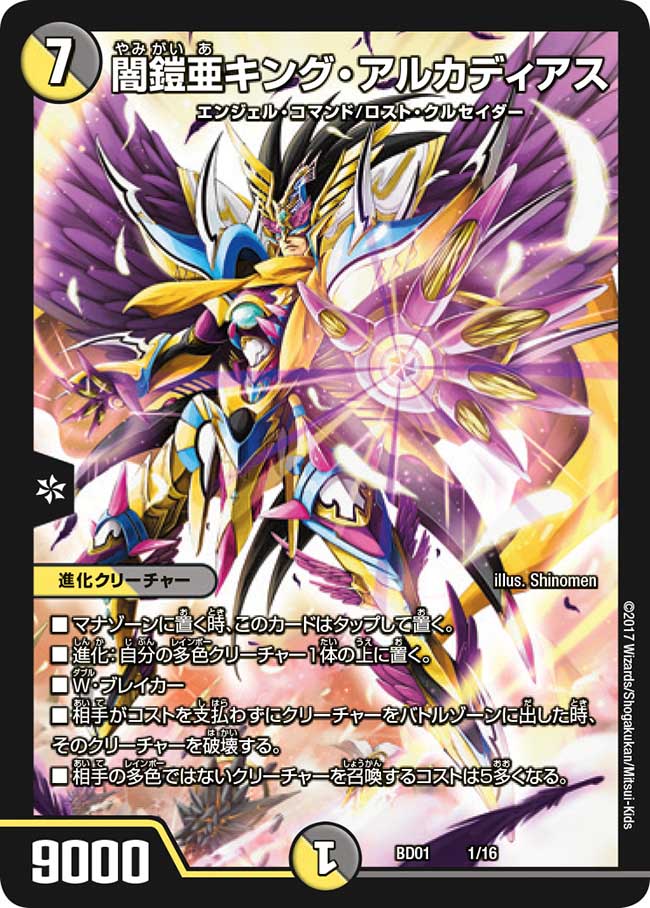 7
やみがい あ
闇鎧亜キング・アルカディアス
エンジェル・コマンド/ロスト・クルセイダー
進化クリーチャー
illus. Shinomen
■マナゾーンに置く時、このカードはタップして置く。
■進化：自分の多色クリーチャー1体の上に置く。
■W・ブレイカー
■相手がコストを支払わずにクリーチャーをバトルゾーンに出した時、
そのクリーチャーを破壊する。
■相手の多色ではないクリーチャーを召喚するコストは5多くなる。
©2017 Wizards/Shogakukan/Mitsui-Kids
9000
1
BD01 1/16